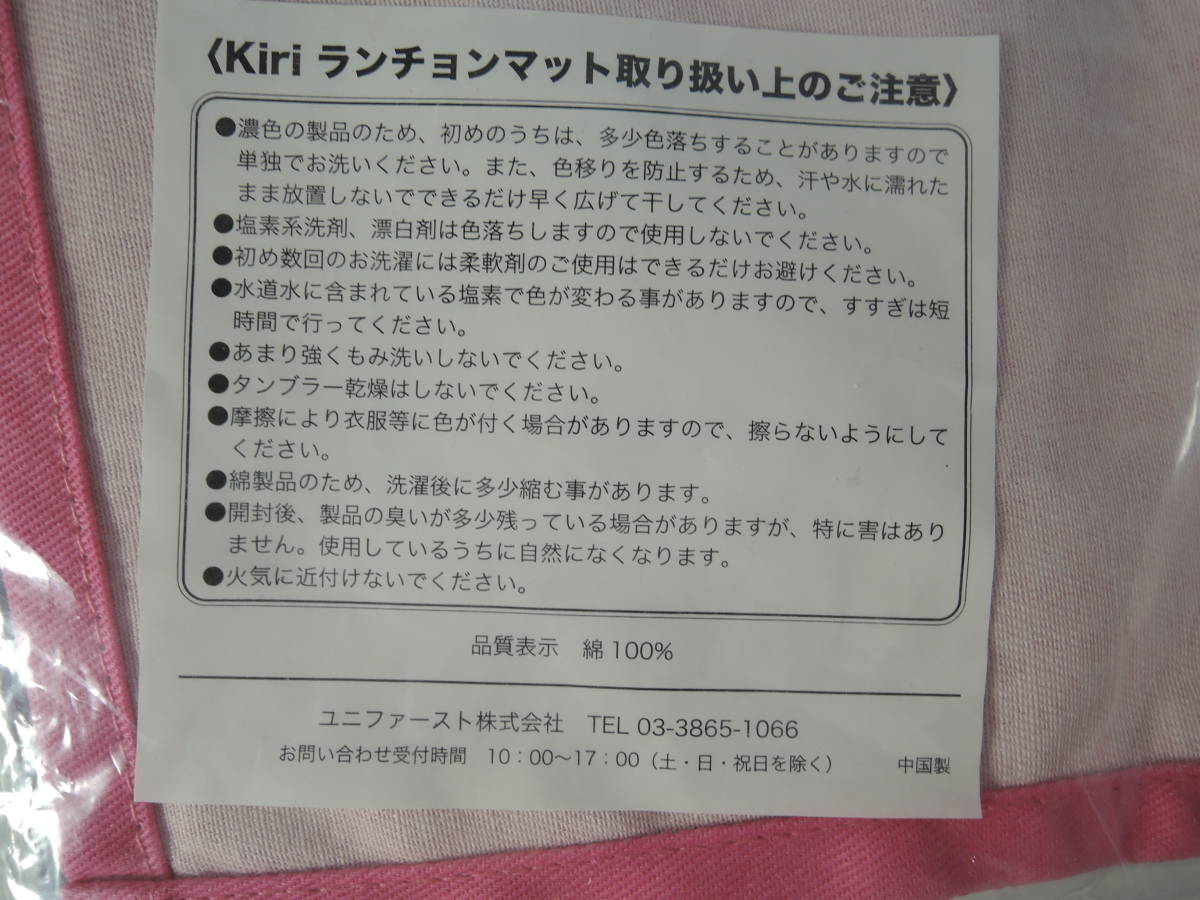 〈Kiri ランチョンマット取り扱い上のご注意〉
●濃色の製品のため、初めのうちは、多少色落ちすることがありますので
単独でお洗いください。また、色移りを防止するため、汗や水に濡れた
まま放置しないでできるだけ早く広げて干してください。
●塩素系洗剤、漂白剤は色落ちしますので使用しないでください。
●初め数回のお洗濯には柔軟剤のご使用はできるだけお避けください。
●水道水に含まれている塩素で色が変わる事がありますので、すすぎは短
時間で行ってください。
●あまり強くもみ洗いしないでください。
●タンブラー乾燥はしないでください。
●摩擦により衣服等に色が付く場合がありますので、擦らないようにして
ください。
●綿製品のため、洗濯後に多少縮む事があります。
●開封後、製品の臭いが多少残っている場合がありますが、特に害はあり
ません。使用しているうちに自然になくなります。
●火気に近付けないでください。
品質表示 綿100%
ユニファースト株式会社 TEL 03-3865-1066
お問い合わせ受付時間 10：00～17：00（土・日・祝日を除く） 中国製